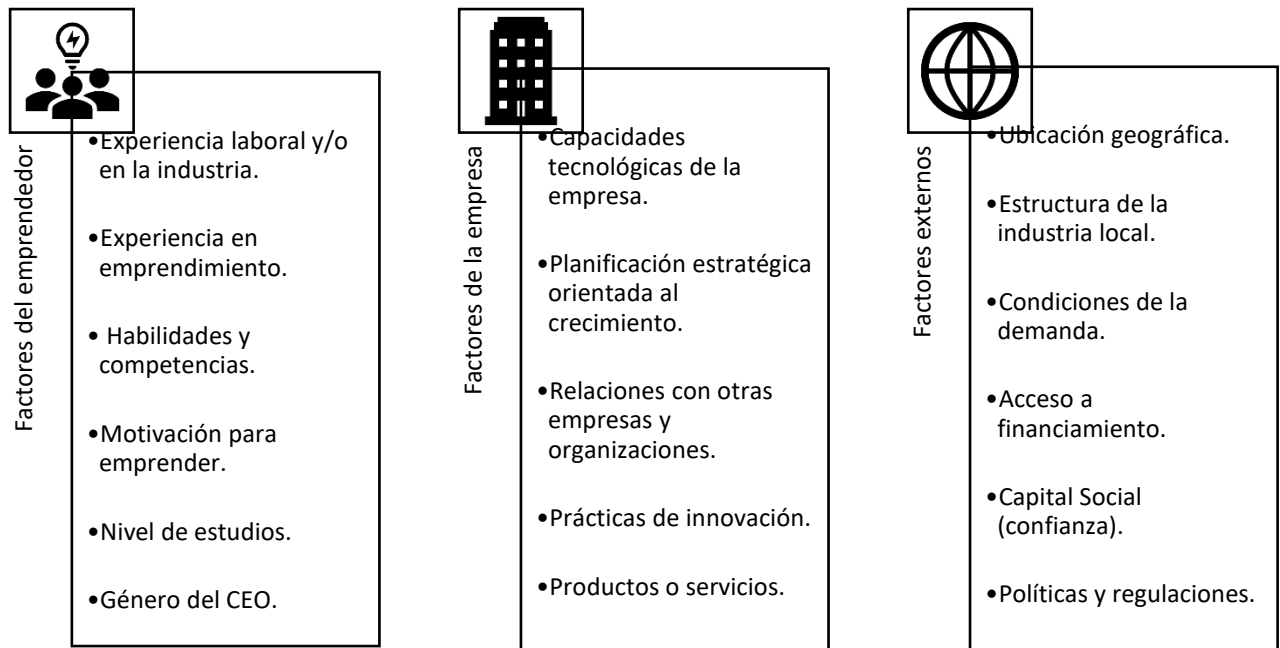 Factores del emprendedor
•Experiencia laboral y/o
en la industria.
•Experiencia en
emprendimiento.
• Habilidades y
competencias.
•Motivación para
emprender.
•Nivel de estudios.
•Género del CEO.
Factores de la empresa
•Capacidades
tecnológicas de la
empresa.
•Planificación estratégica
orientada al
crecimiento.
•Relaciones con otras
empresas y
organizaciones.
•Prácticas de innovación.
•Productos o servicios.
Factores externos
•Ubicación geográfica.
•Estructura de la
industria local.
•Condiciones de la
demanda.
•Acceso a
financiamiento.
•Capital Social
(confianza).
•Políticas y regulaciones.